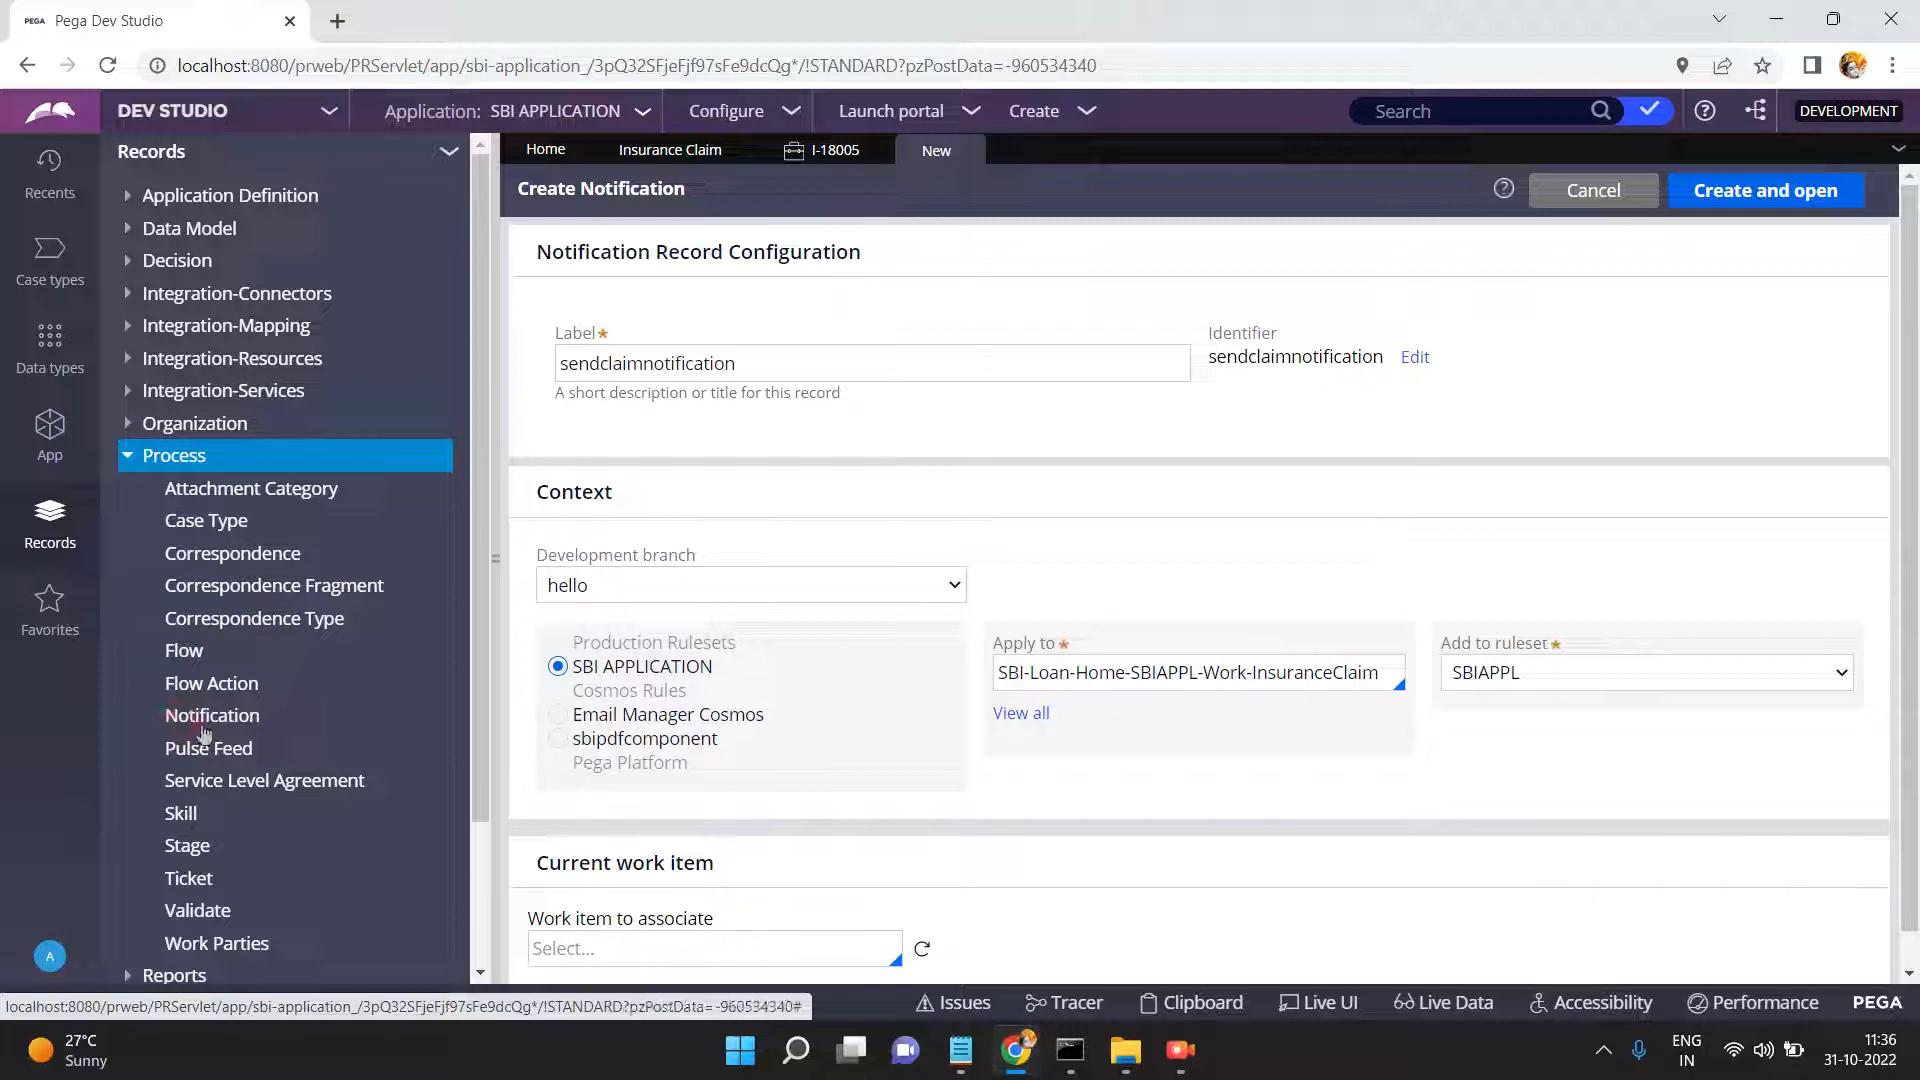 PEGA Pega Dev Studio
localhost:8080/prweb/PRServlet/app/sbi-application_/3pQ32SFjeFjf97sFe9dcQg*/!STANDARD?pzPostData=-960534340
DEV STUDIO Application: SBI APPLICATION Configure Launch portal Create Search DEVELOPMENT
Recents
Case types
Data types
App
Records
Favorites
A
Records
Application Definition
Data Model
Decision
Integration-Connectors
Integration-Mapping
Integration-Resources
Integration-Services
Organization
Process
Attachment Category
Case Type
Correspondence
Correspondence Fragment
Correspondence Type
Flow
Flow Action
Notification
Pulse Feed
Service Level Agreement
Skill
Stage
Ticket
Validate
Work Parties
Reports
Home Insurance Claim I-18005 New
Create Notification Cancel Create and open
Notification Record Configuration
Label★ Identifier
sendclaimnotification sendclaimnotification Edit
A short description or title for this record
Context
Development branch
hello
Production Rulesets
SBI APPLICATION
Cosmos Rules
Email Manager Cosmos
sbipdfcomponent
Pega Platform
Apply to★
SBI-Loan-Home-SBIAPPL-Work-InsuranceClaim
View all
Add to ruleset★
SBIAPPL
Current work item
Work item to associate
Select...
localhost:8080/prweb/PRServlet/app/sbi-application_/3pQ32SFjeFjf97sFe9dcQg*/!STANDARD?pzPostData=-960534340#
Issues Tracer Clipboard Live UI Live Data Accessibility Performance PEGA
27°C
Sunny
ENG
IN
11:36
31-10-2022